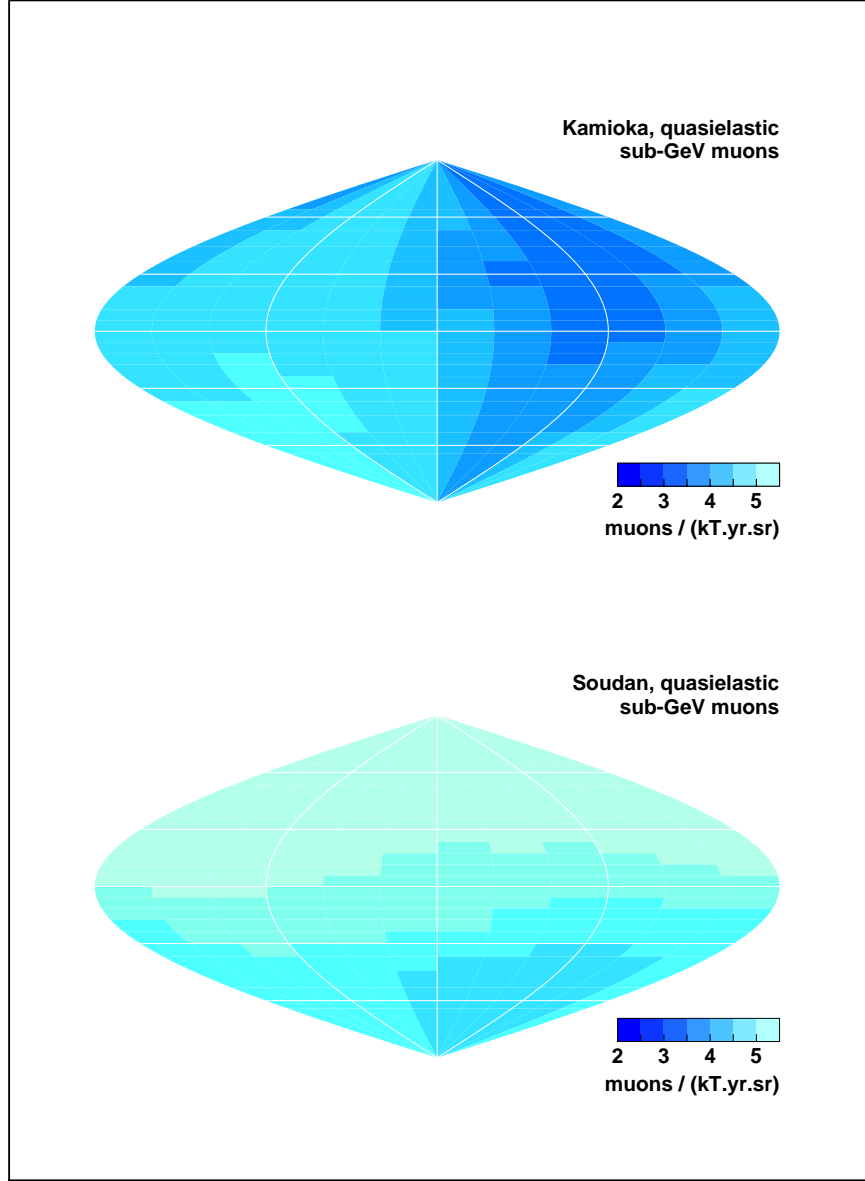 Kamioka, quasielastic
sub-GeV muons
2 3 4 5
muons / (kT.yr.sr)
Soudan, quasielastic
sub-GeV muons
2 3 4 5
muons / (kT.yr.sr)